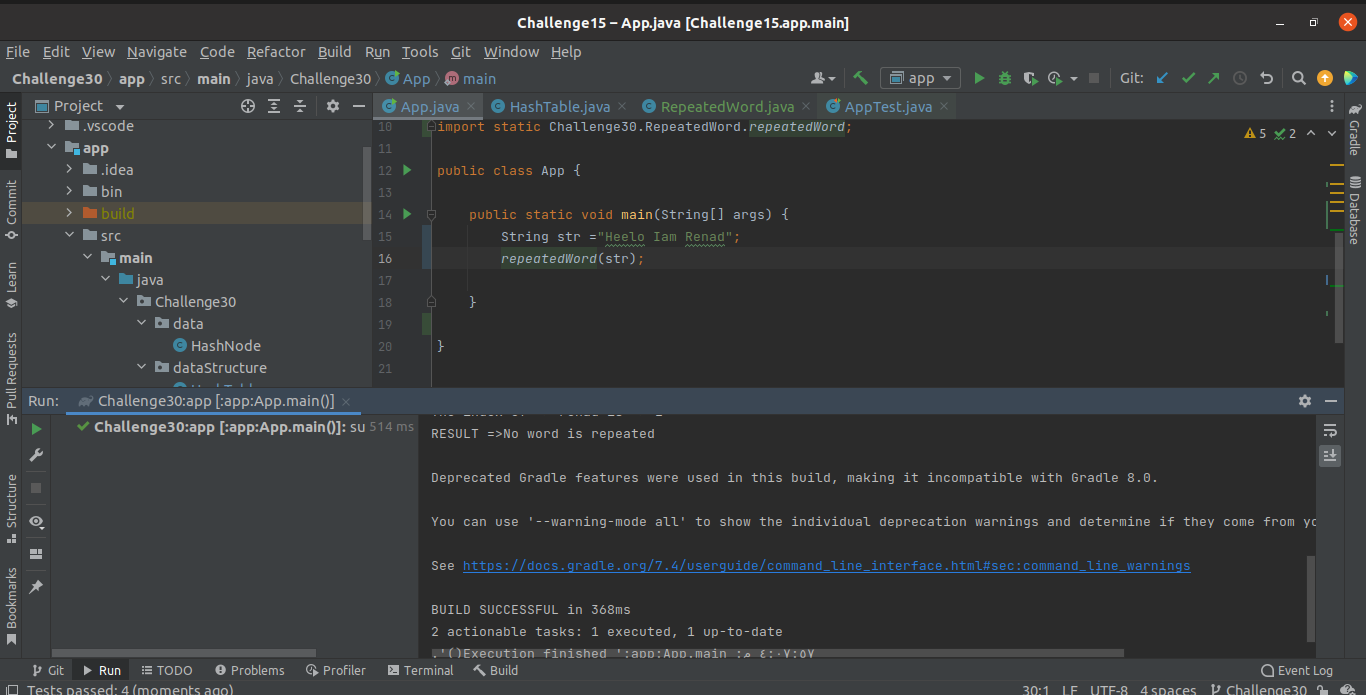 Challenge15 – App.java [Challenge15.app.main]
File Edit View Navigate Code Refactor Build Run Tools Git Window Help
Challenge30 app src main java Challenge30 App main
app
Git:
Project
App.java HashTable.java RepeatedWord.java AppTest.java
Project
Commit
Learn
Pull Requests
Structure
Bookmarks
.vscode
app
.idea
bin
build
src
main
java
Challenge30
data
HashNode
dataStructure
10 import static Challenge30.RepeatedWord.repeatedWord;
11
12 public class App {
13
14 public static void main(String[] args) {
15 String str ="Heelo Iam Renad";
16 repeatedWord(str);
17
18 }
19
20 }
21
5 2
Gradle
Database
Run: Challenge30:app [:app:App.main()]
Challenge30:app [:app:App.main()]: su 514 ms
RESULT =>No word is repeated
Deprecated Gradle features were used in this build, making it incompatible with Gradle 8.0.
You can use '--warning-mode all' to show the individual deprecation warnings and determine if they come from yo
See https://docs.gradle.org/7.4/userguide/command_line_interface.html#sec:command_line_warnings
BUILD SUCCESSFUL in 368ms
2 actionable tasks: 1 executed, 1 up-to-date
.'()Execution finished ':app:App.main :م ٤:٠٧:٥٧
Git Run TODO Problems Profiler Terminal Build Event Log
Tests passed: 4 (moments ago) 30:1 LF UTF-8 4 spaces Challenge30